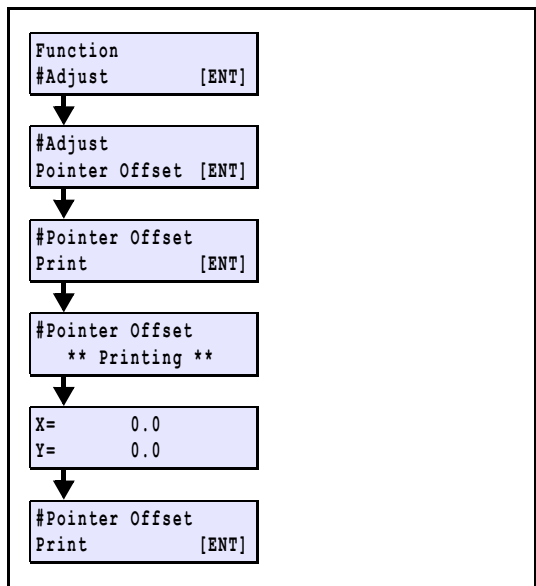 Function
#Adjust [ENT]
#Adjust
Pointer Offset [ENT]
#Pointer Offset
Print [ENT]
#Pointer Offset
** Printing **
X= 0.0
Y= 0.0
#Pointer Offset
Print [ENT]